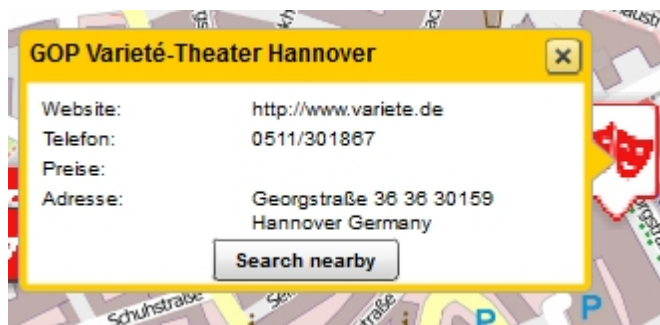 GOP Varieté-Theater Hannover
Website: http://www.variete.de
Telefon: 0511/301867
Preise:
Adresse: Georgstraße 36 36 30159
Hannover Germany
Search nearby
Schuhstraße
P
P